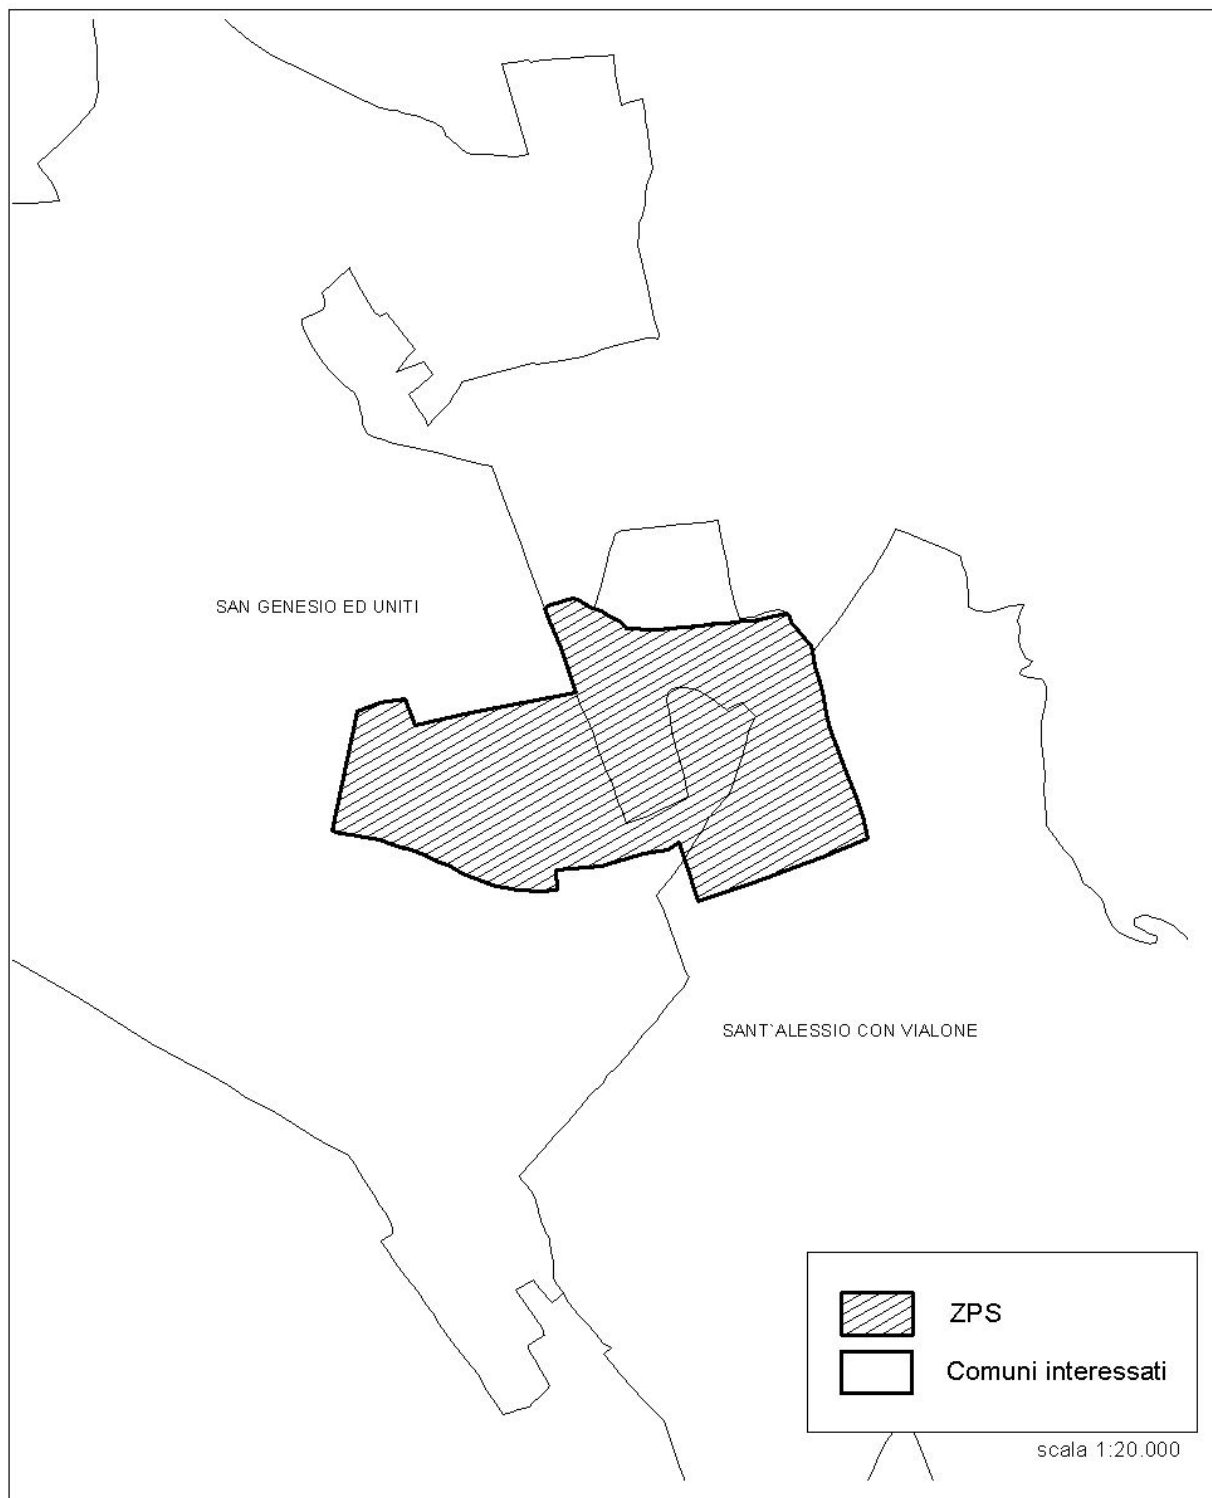 SAN GENESIO ED UNITI
SANT`ALESSIO CON VIALONE
ZPS
Comuni interessati
scala 1:20.000